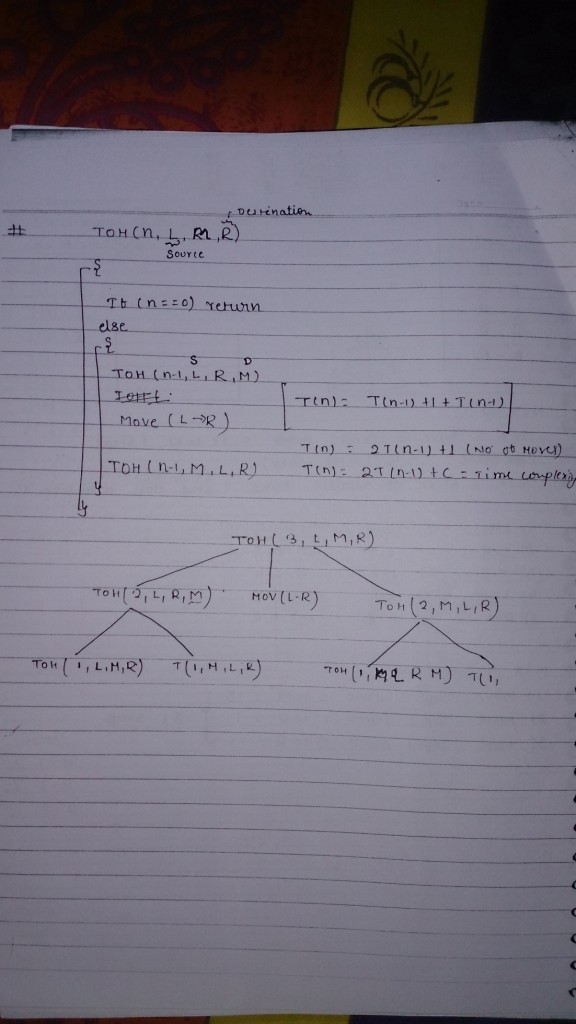 Destination
# TOH (n, L, M, R)
Source
{
If (n==0) return
else
{
S D
TOH (n-1, L, R, M)
T(n) = T(n-1) +1 + T(n-1)
Move (L→R)
T(n) = 2T(n-1) +1 (No of Moves)
TOH (n-1, M, L, R) T(n) = 2T(n-1) + C = Time complexity
}
}
TOH (3, L, M, R)
TOH (2, L, R, M) MOV (L-R) TOH (2, M, L, R)
TOH (1, L, M, R) T(1, M, L, R) TOH (1, R M) T(1,